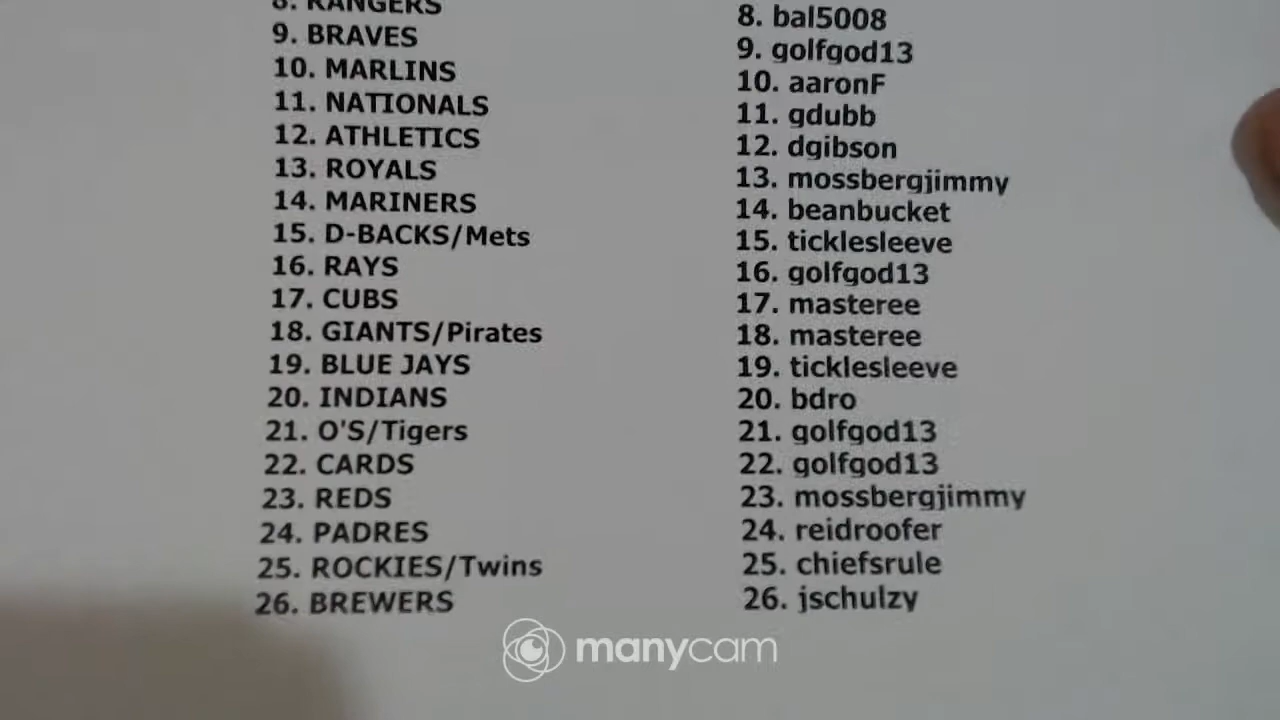 8. RANGERS
9. BRAVES
10. MARLINS
11. NATIONALS
12. ATHLETICS
13. ROYALS
14. MARINERS
15. D-BACKS/Mets
16. RAYS
17. CUBS
18. GIANTS/Pirates
19. BLUE JAYS
20. INDIANS
21. O'S/Tigers
22. CARDS
23. REDS
24. PADRES
25. ROCKIES/Twins
26. BREWERS
8. bal5008
9. golfgod13
10. aaronF
11. gdubb
12. dgibson
13. mossbergjimmy
14. beanbucket
15. ticklesleeve
16. golfgod13
17. masteree
18. masteree
19. ticklesleeve
20. bdro
21. golfgod13
22. golfgod13
23. mossbergjimmy
24. reidroofer
25. chiefsrule
26. jschulzy
manycam